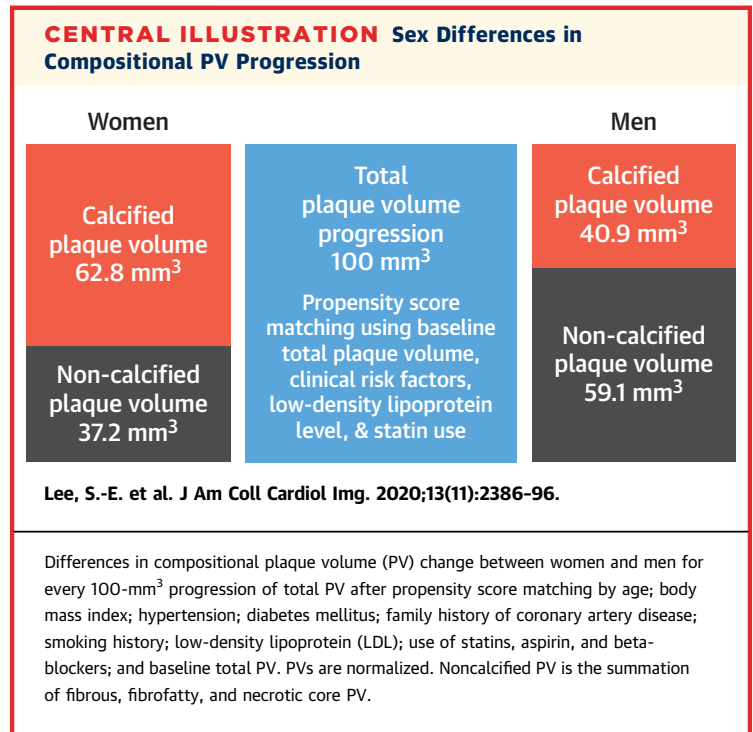 CENTRAL ILLUSTRATION Sex Differences in
Compositional PV Progression
Women
Calcified
plaque volume
62.8 mm³
Non-calcified
plaque volume
37.2 mm³
Total
plaque volume
progression
100 mm³
Propensity score
matching using baseline
total plaque volume,
clinical risk factors,
low-density lipoprotein
level, & statin use
Men
Calcified
plaque volume
40.9 mm³
Non-calcified
plaque volume
59.1 mm³
Lee, S.-E. et al. J Am Coll Cardiol Img. 2020;13(11):2386–96.
Differences in compositional plaque volume (PV) change between women and men for
every 100-mm³ progression of total PV after propensity score matching by age; body
mass index; hypertension; diabetes mellitus; family history of coronary artery disease;
smoking history; low-density lipoprotein (LDL); use of statins, aspirin, and beta-
blockers; and baseline total PV. PVs are normalized. Noncalcified PV is the summation
of fibrous, fibrofatty, and necrotic core PV.